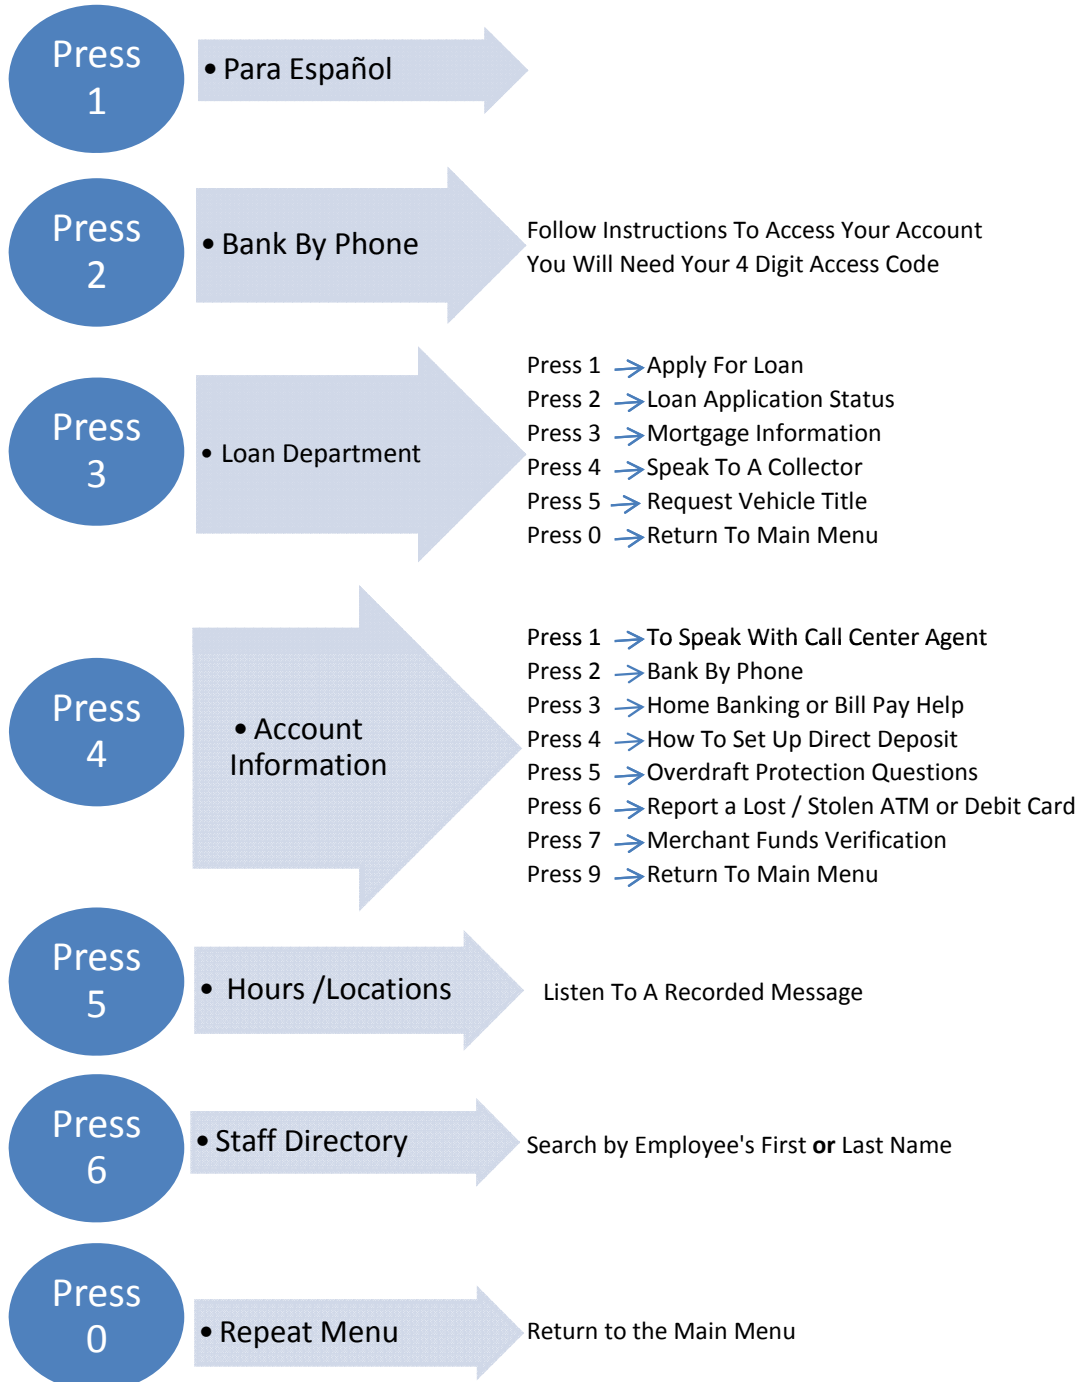 Press
1
• Para Español
Press
2
• Bank By Phone
Follow Instructions To Access Your Account
You Will Need Your 4 Digit Access Code
Press
3
• Loan Department
Press 1 → Apply For Loan
Press 2 → Loan Application Status
Press 3 → Mortgage Information
Press 4 → Speak To A Collector
Press 5 → Request Vehicle Title
Press 0 → Return To Main Menu
Press
4
• Account
Information
Press 1 → To Speak With Call Center Agent
Press 2 → Bank By Phone
Press 3 → Home Banking or Bill Pay Help
Press 4 → How To Set Up Direct Deposit
Press 5 → Overdraft Protection Questions
Press 6 → Report a Lost / Stolen ATM or Debit Card
Press 7 → Merchant Funds Verification
Press 9 → Return To Main Menu
Press
5
• Hours /Locations
Listen To A Recorded Message
Press
6
• Staff Directory
Search by Employee's First or Last Name
Press
0
• Repeat Menu
Return to the Main Menu